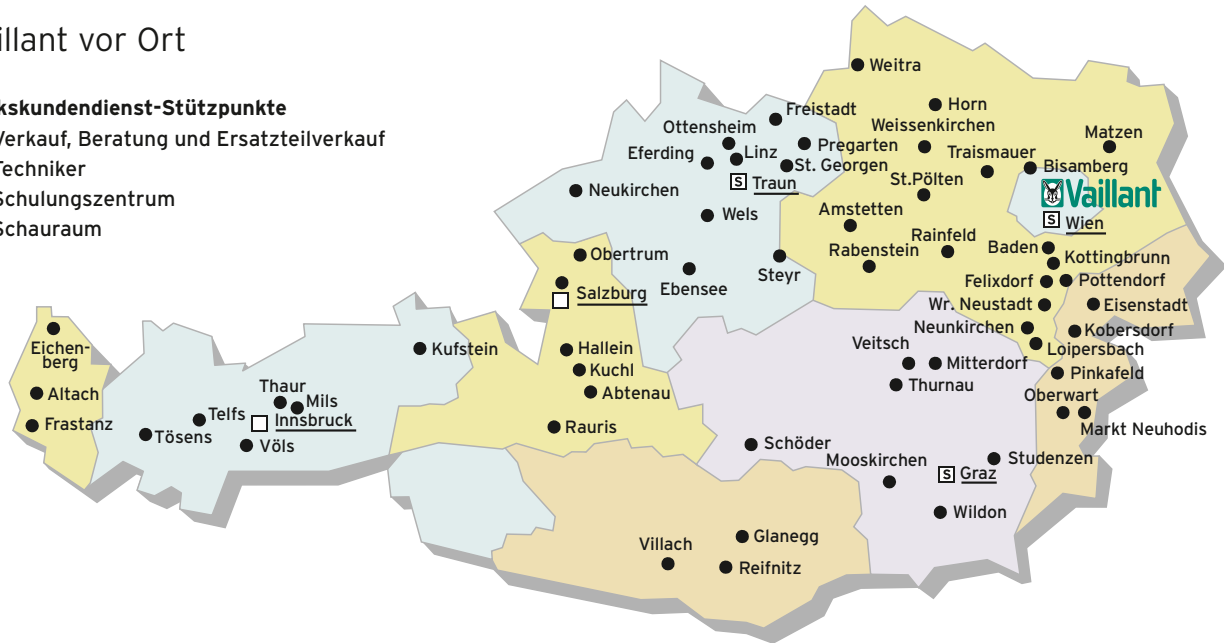 illant vor Ort
kskundendienst-Stützpunkte
Verkauf, Beratung und Ersatzteilverkauf
Techniker
Schulungszentrum
Schauraum
Weitra
Horn
Freistadt
Weissenkirchen
Ottensheim
Matzen
Pregarten
Linz
Traismauer
Eferding
St. Georgen
Bisamberg
St.Pölten
S Traun
Neukirchen
Vaillant
Amstetten
Wels
S Wien
Rainfeld
Baden
Rabenstein
Obertrum
Kottingbrunn
Steyr
Felixdorf
Pottendorf
Ebensee
Salzburg
Wr. Neustadt
Eisenstadt
Neunkirchen
Kobersdorf
Veitsch
Eichen-
berg
Kufstein
Hallein
Loipersbach
Mitterdorf
Kuchl
Pinkafeld
Thurnau
Thaur
Altach
Abtenau
Oberwart
Mils
Telfs
Innsbruck
Frastanz
Rauris
Markt Neuhodis
Tösens
Völs
Schöder
Mooskirchen
Studenzen
S Graz
Wildon
Glanegg
Villach
Reifnitz